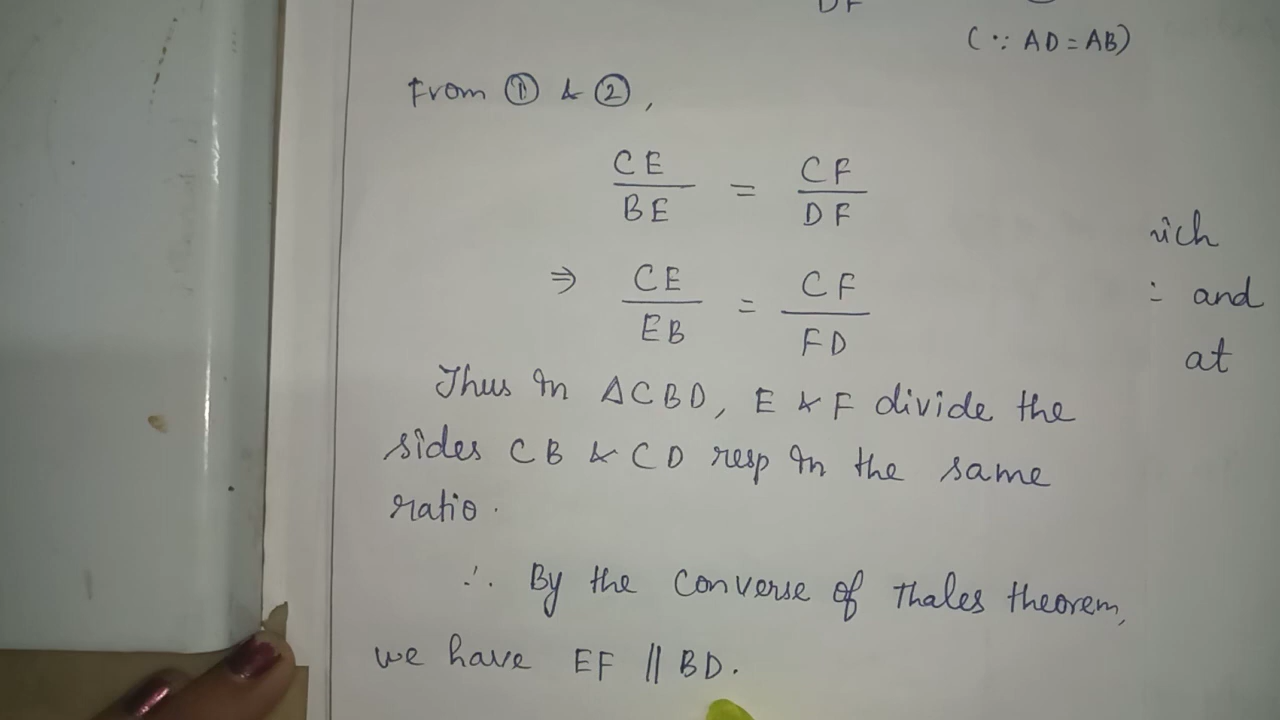 DF
(∵ AD = AB)
From ① & ②,
CE/BE = CF/DF
⇒ CE/EB = CF/FD
Thus in ΔCBD, E & F divide the
sides CB & CD resp in the same
ratio.
∴ By the converse of Thales theorem,
we have EF || BD.
and
at